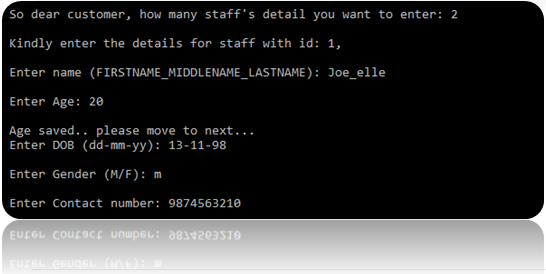 So dear customer, how many staff's detail you want to enter: 2
Kindly enter the details for staff with id: 1,
Enter name (FIRSTNAME_MIDDLENAME_LASTNAME): Joe_elle
Enter Age: 20
Age saved.. please move to next...
Enter DOB (dd-mm-yy): 13-11-98
Enter Gender (M/F): m
Enter Contact number: 9874563210